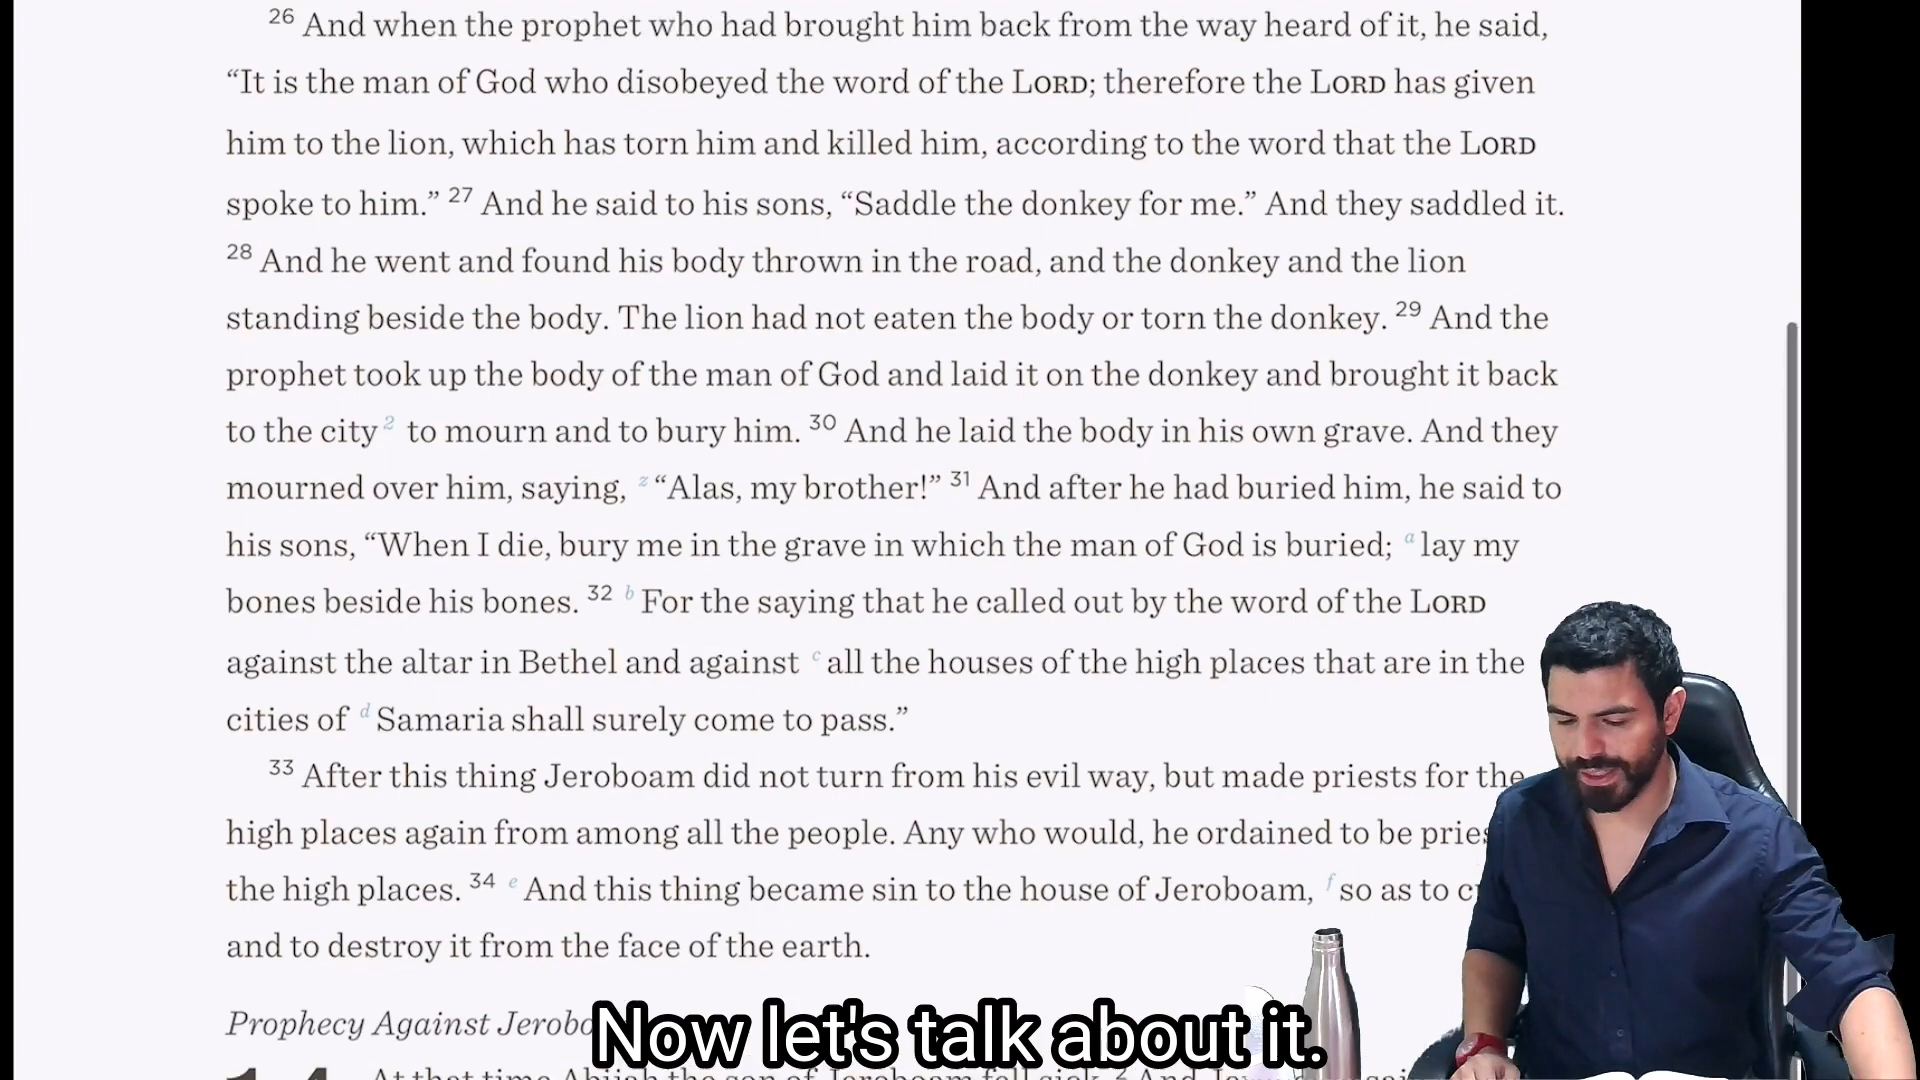 26 And when the prophet who had brought him back from the way heard of it, he said,
“It is the man of God who disobeyed the word of the LORD; therefore the LORD has given
him to the lion, which has torn him and killed him, according to the word that the LORD
spoke to him.” 27 And he said to his sons, “Saddle the donkey for me.” And they saddled it.
28 And he went and found his body thrown in the road, and the donkey and the lion
standing beside the body. The lion had not eaten the body or torn the donkey. 29 And the
prophet took up the body of the man of God and laid it on the donkey and brought it back
to the city 2 to mourn and to bury him. 30 And he laid the body in his own grave. And they
mourned over him, saying, z “Alas, my brother!” 31 And after he had buried him, he said to
his sons, “When I die, bury me in the grave in which the man of God is buried; a lay my
bones beside his bones. 32 b For the saying that he called out by the word of the LORD
against the altar in Bethel and against c all the houses of the high places that are in the
cities of d Samaria shall surely come to pass.”
33 After this thing Jeroboam did not turn from his evil way, but made priests for the
high places again from among all the people. Any who would, he ordained to be
the high places. 34 e And this thing became sin to the house of Jeroboam, f so as to
and to destroy it from the face of the earth.
Prophecy Against
Now let's talk about it.